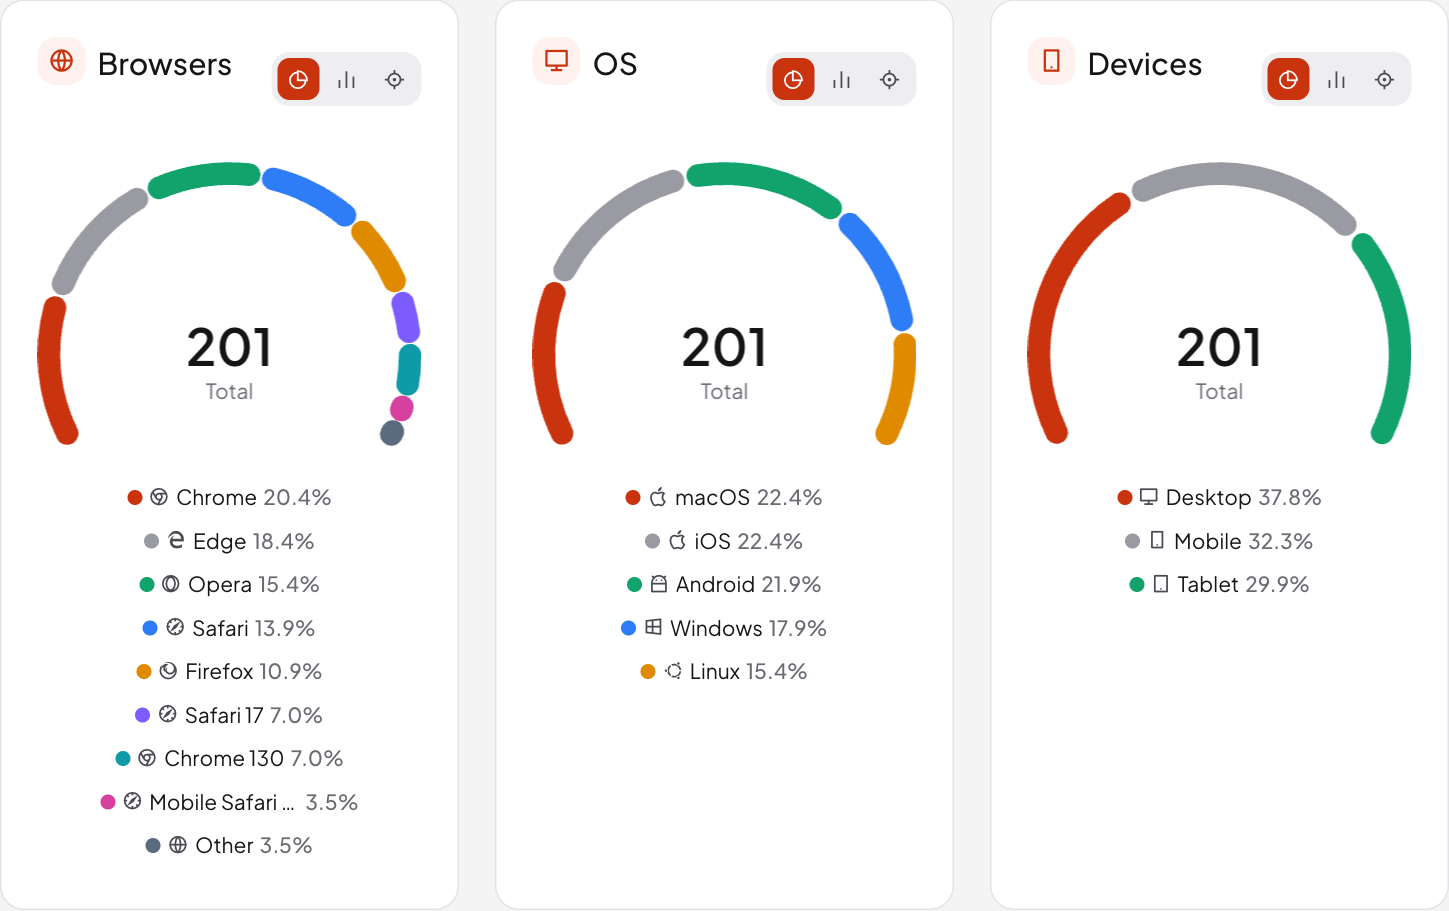 Browsers
201
Total
Chrome 20.4%
Edge 18.4%
Opera 15.4%
Safari 13.9%
Firefox 10.9%
Safari 17 7.0%
Chrome 130 7.0%
Mobile Safari ... 3.5%
Other 3.5%
OS
201
Total
macOS 22.4%
iOS 22.4%
Android 21.9%
Windows 17.9%
Linux 15.4%
Devices
201
Total
Desktop 37.8%
Mobile 32.3%
Tablet 29.9%